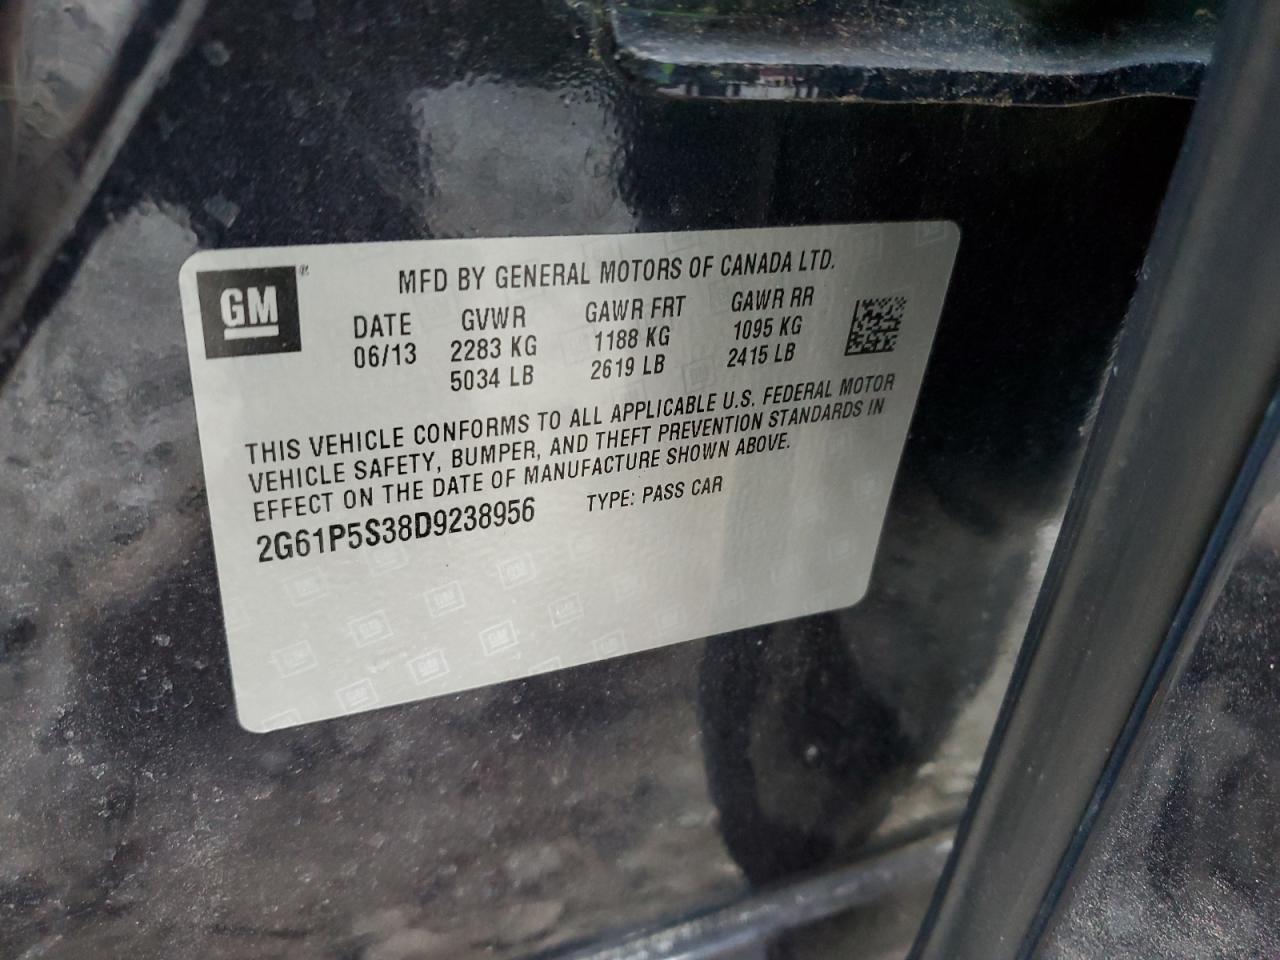 GM
®
MFD BY GENERAL MOTORS OF CANADA LTD.
DATE GVWR GAWR FRT GAWR RR
06/13 2283 KG 1188 KG 1095 KG
5034 LB 2619 LB 2415 LB
THIS VEHICLE CONFORMS TO ALL APPLICABLE U.S. FEDERAL MOTOR
VEHICLE SAFETY, BUMPER, AND THEFT PREVENTION STANDARDS IN
EFFECT ON THE DATE OF MANUFACTURE SHOWN ABOVE.
2G61P5S38D9238956 TYPE: PASS CAR